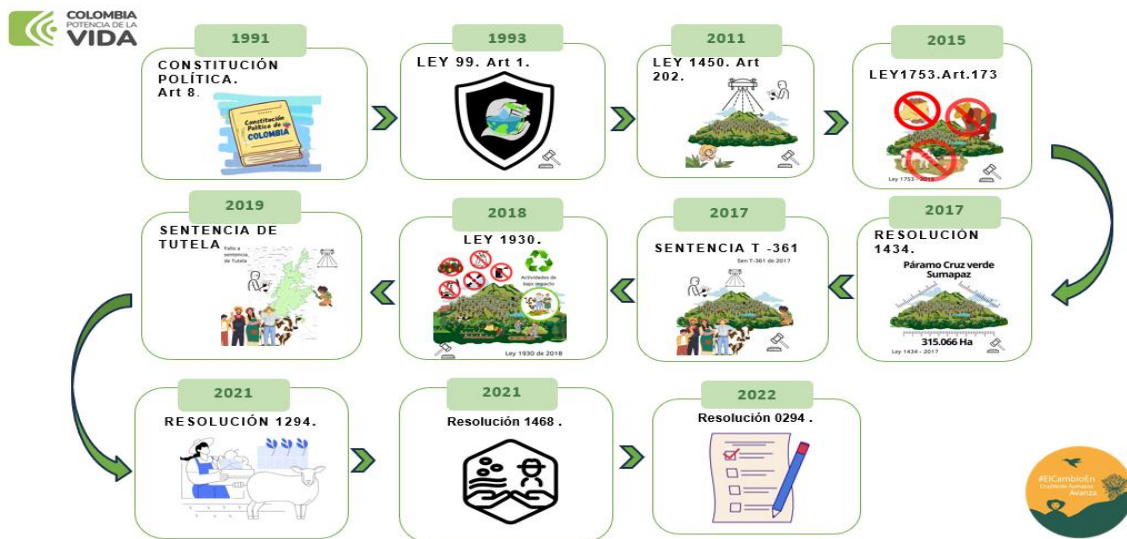 COLOMBIA
POTENCIA DE LA
VIDA
1991
CONSTITUCIÓN
POLÍTICA.
Art 8.
Constitución
Política de
COLOMBIA
1993
LEY 99. Art 1.
2011
LEY 1450. Art
202.
2015
LEY1753.Art.173
Ley 1753 - 2015
2017
RESOLUCIÓN
1434.
Páramo Cruz verde
Sumapaz
315.066 Ha
Ley 1434 - 2017
2017
SENTENCIA T -361
Sen T-361 de 2017
2018
LEY 1930.
Actividades de
bajo impacto
Ley 1930 de 2018
2019
SENTENCIA DE
TUTELA
Fallo a
sentencia,
de Tutela
2021
RESOLUCIÓN 1294.
2021
Resolución 1468 .
2022
Resolución 0294 .
#ElCambioEn
CruzVerde Sumapaz
Avanza